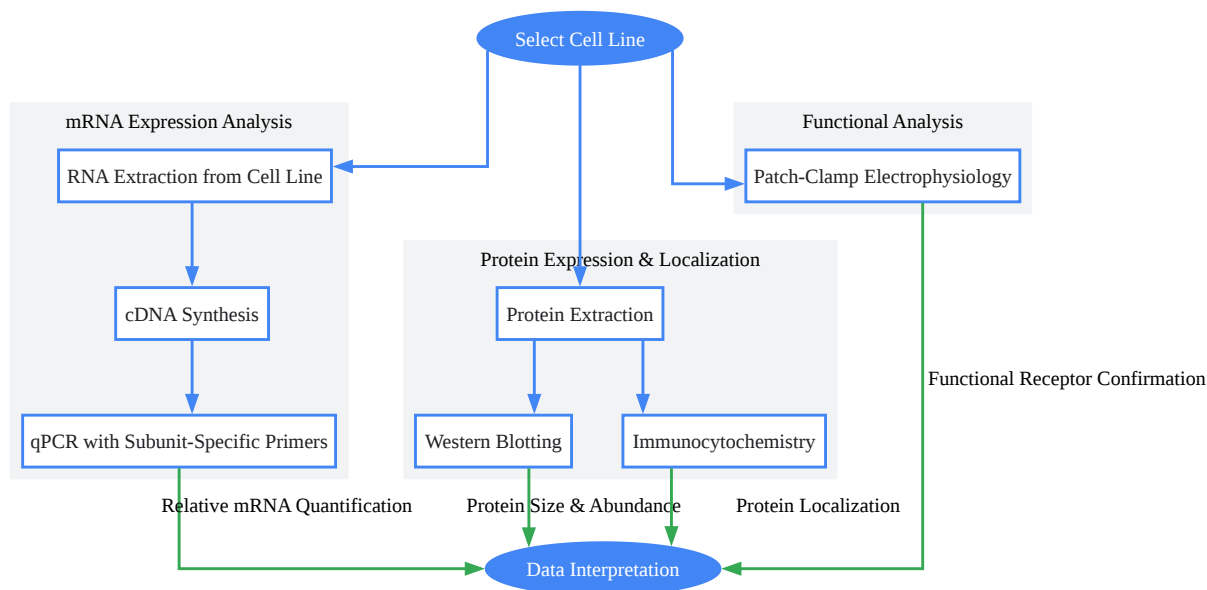 Select Cell Line
mRNA Expression Analysis
Functional Analysis
RNA Extraction from Cell Line
Patch-Clamp Electrophysiology
Protein Expression & Localization
cDNA Synthesis
Protein Extraction
Functional Receptor Confirmation
qPCR with Subunit-Specific Primers
Western Blotting
Immunocytochemistry
Relative mRNA Quantification
Protein Size & Abundance
Protein Localization
Data Interpretation